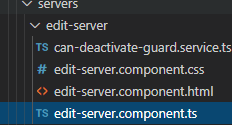 servers
edit-server
TS can-deactivate-guard.service.ts
# edit-server.component.css
<> edit-server.component.html
TS edit-server.component.ts